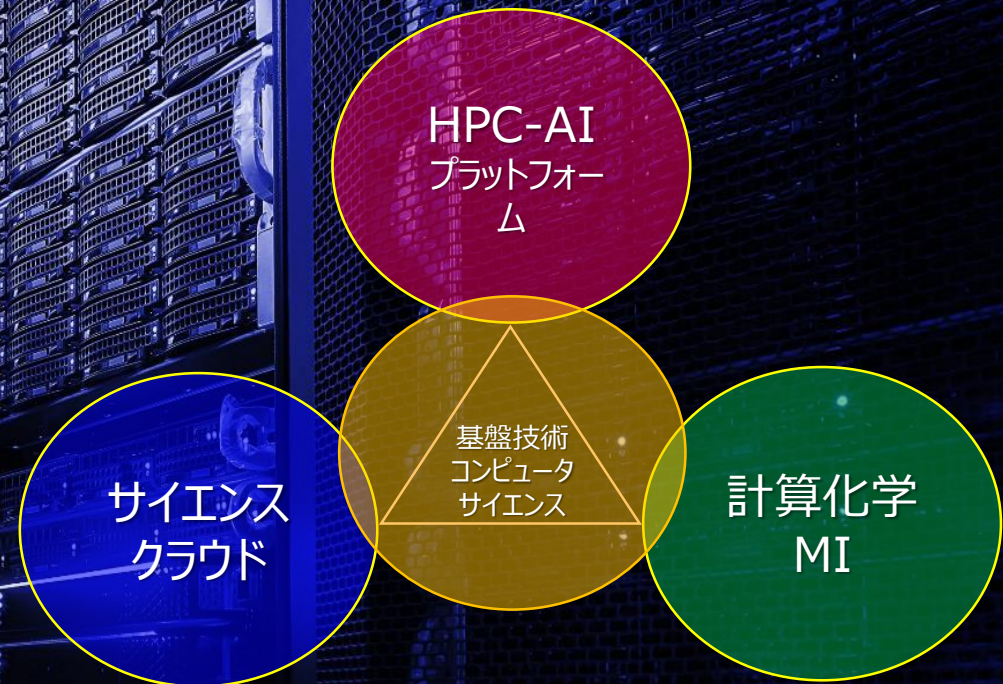 HPC-AI
プラットフォー
ム
基盤技術
コンピュータ
サイエンス
サイエンス
クラウド
計算化学
MI